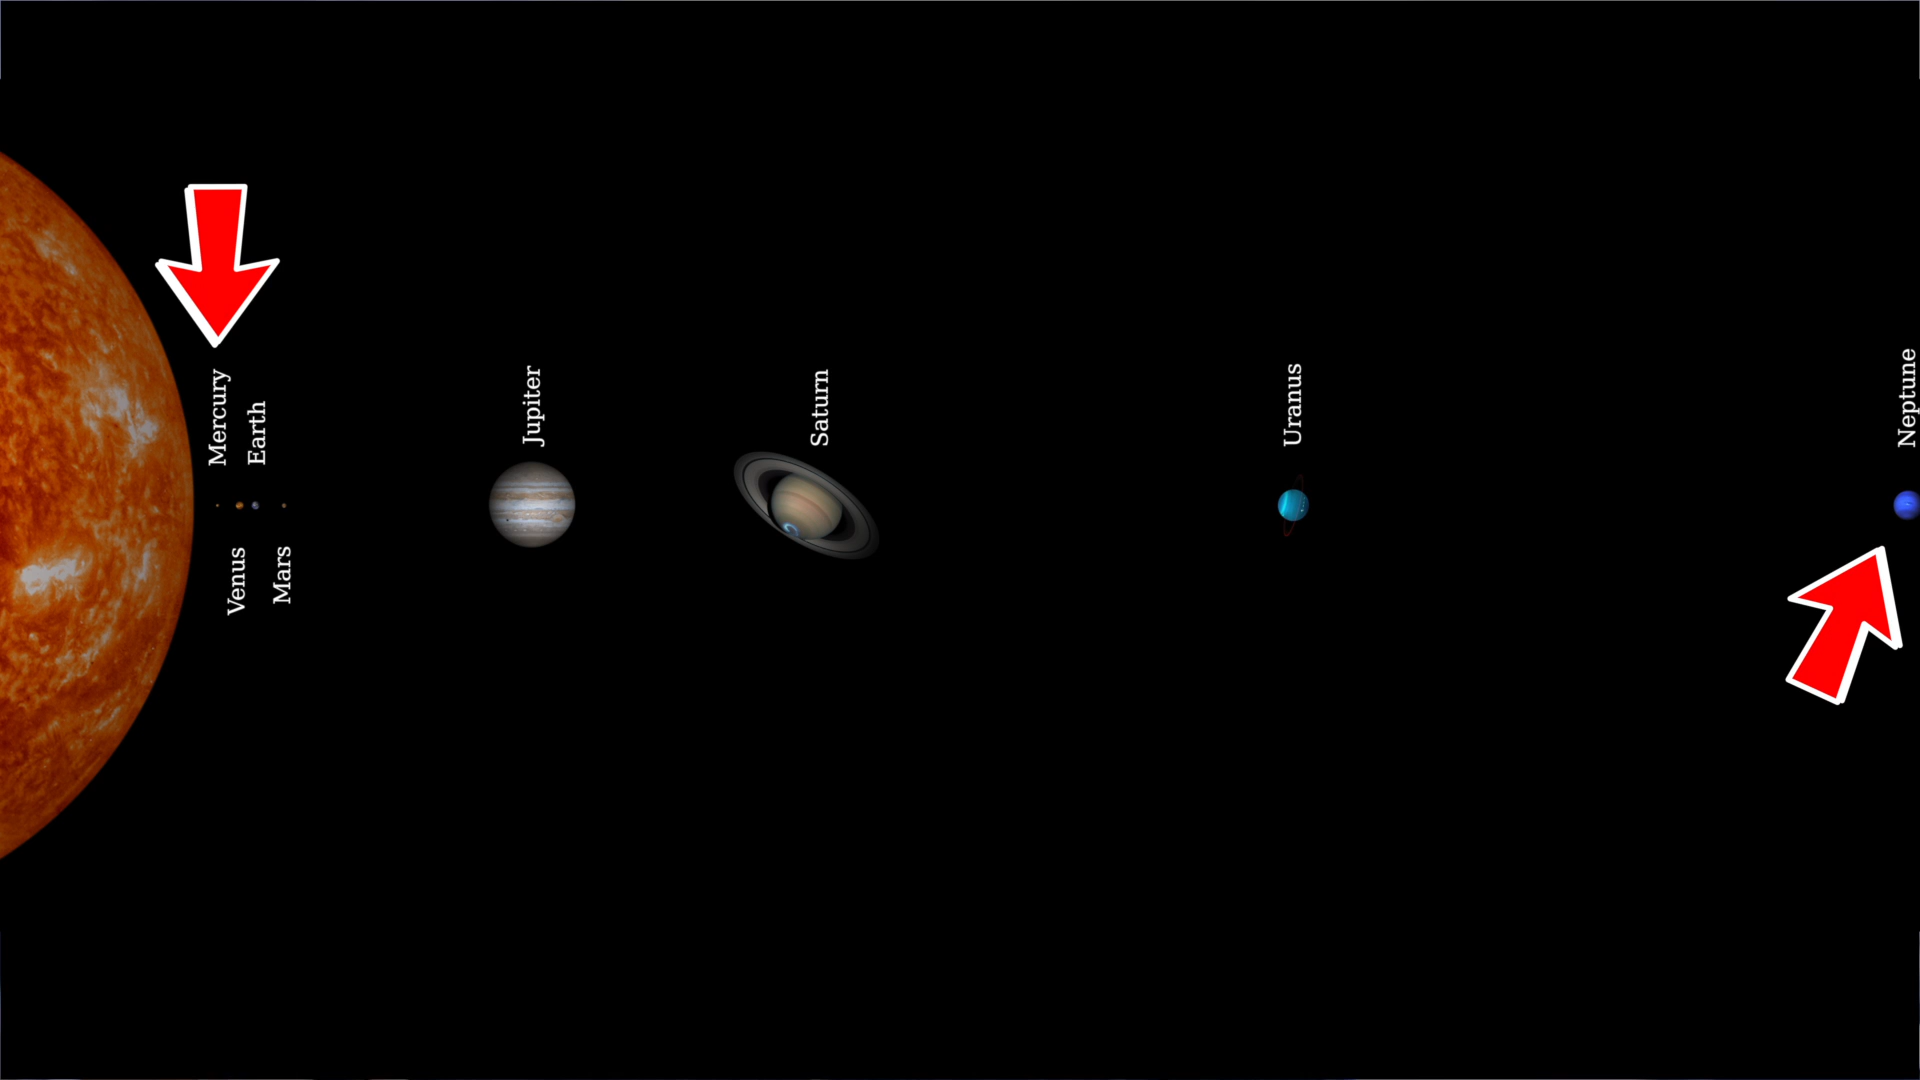 Mercury
Venus
Earth
Mars
Jupiter
Saturn
Uranus
Neptune